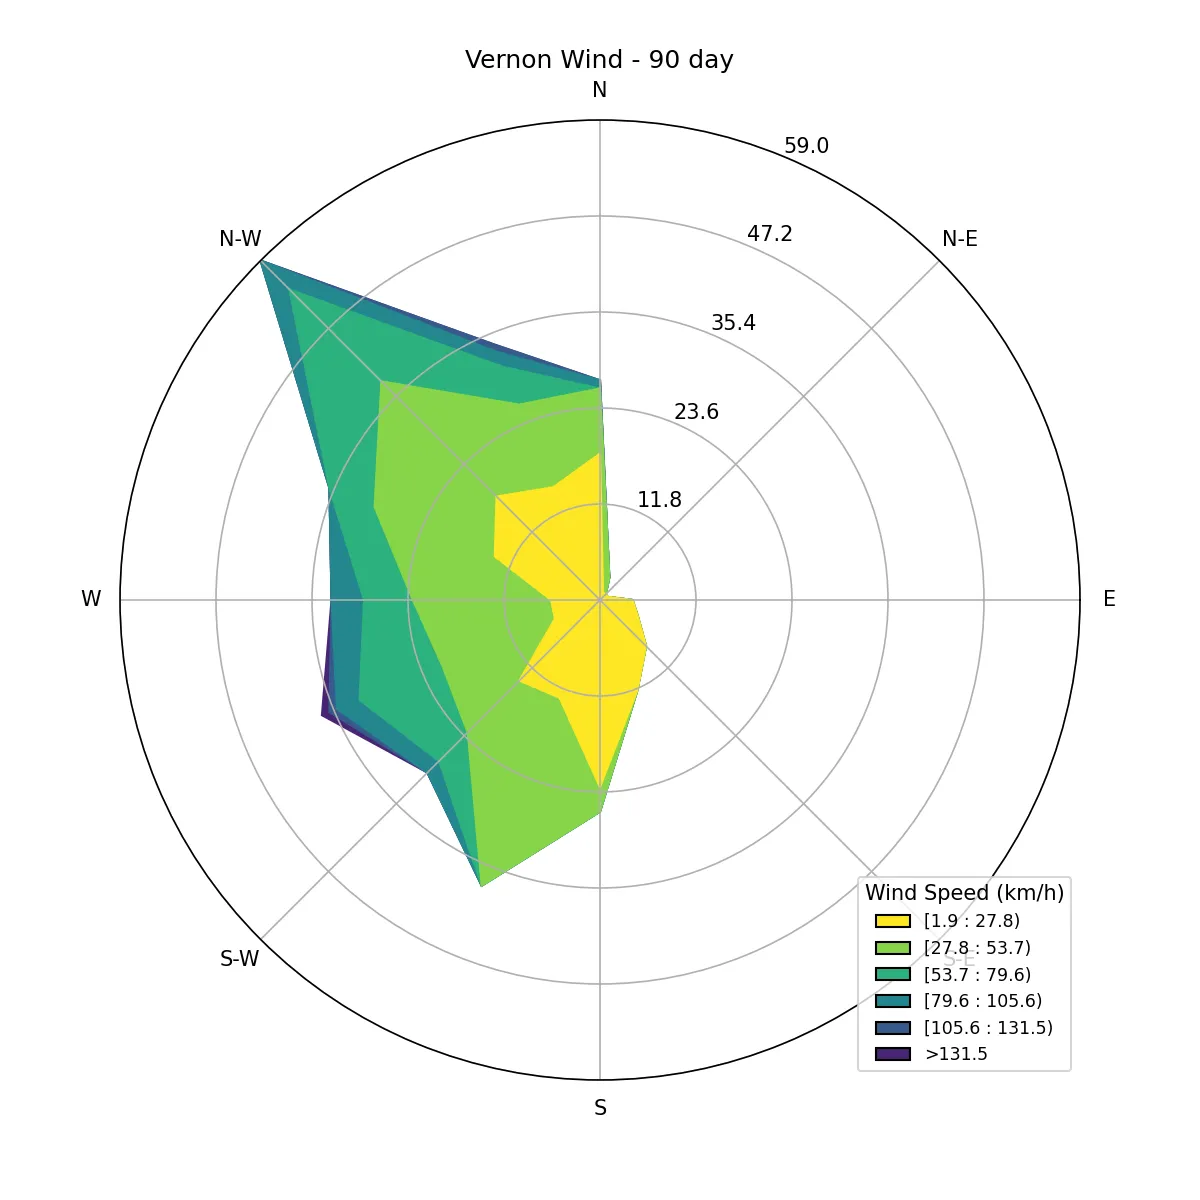 Vernon Wind - 90 day
N
59.0
47.2
N-W
N-E
35.4
23.6
11.8
W
E
Wind Speed (km/h)
[1.9 : 27.8)
[27.8 : 53.7)
S-W
S-E
[53.7 : 79.6)
[79.6 : 105.6)
[105.6 : 131.5)
>131.5
S